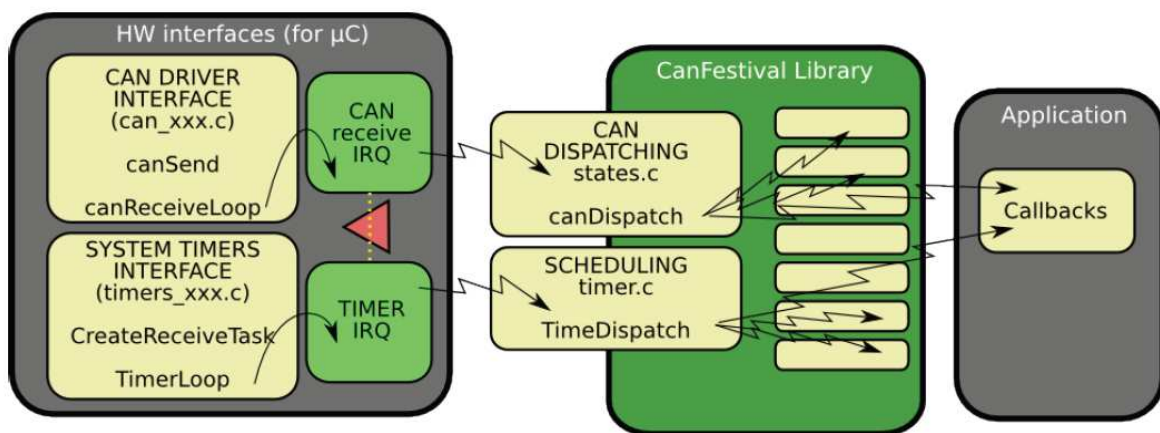 HW interfaces (for µC)
CAN DRIVER
INTERFACE
(can_xxx.c)
canSend
canReceiveLoop
CAN
receive
IRQ
SYSTEM TIMERS
INTERFACE
(timers_xxx.c)
CreateReceiveTask
TimerLoop
TIMER
IRQ
CanFestival Library
CAN
DISPATCHING
states.c
canDispatch
SCHEDULING
timer.c
TimeDispatch
Application
Callbacks